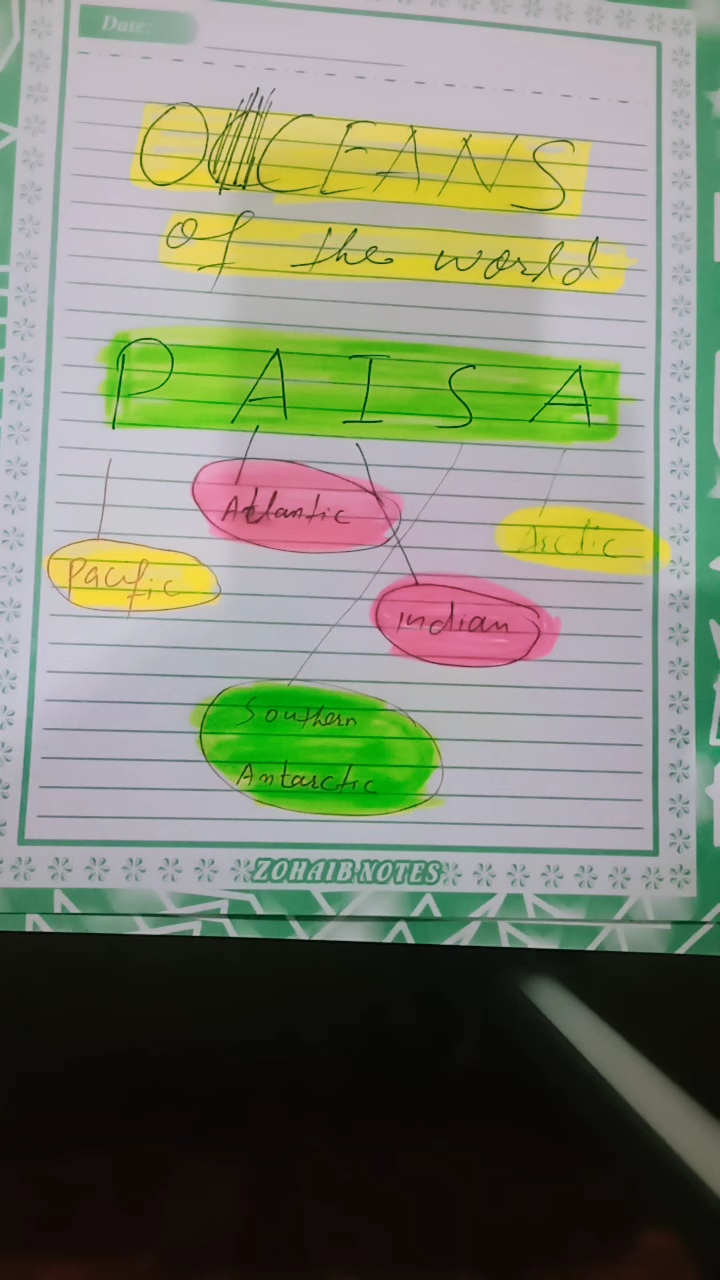 Date:
OCEANS
of the world
P A I S A
Atlantic
Arctic
Pacific
Indian
Southern
Antarctic
ZOHAIB NOTES